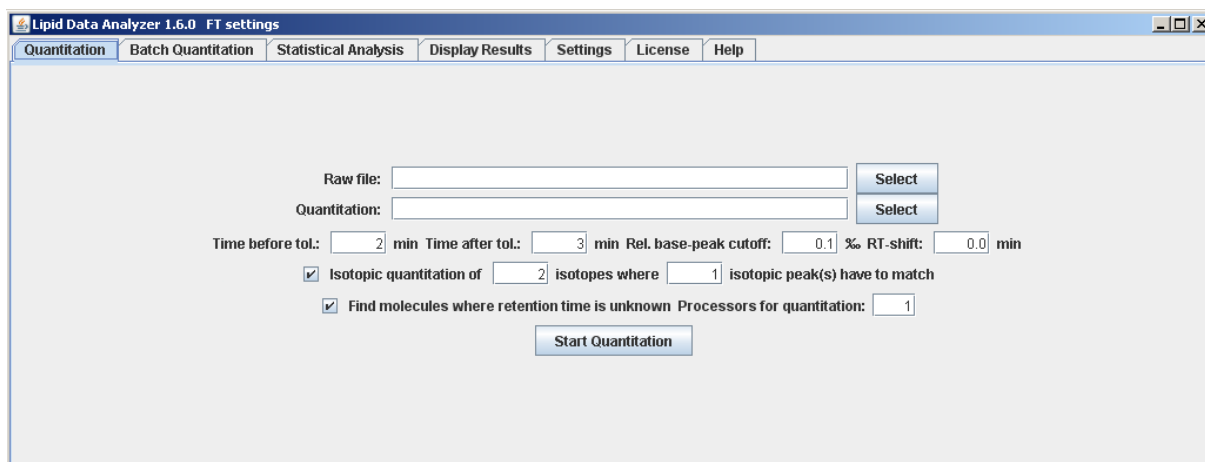 Lipid Data Analyzer 1.6.0 FT settings
Quantitation Batch Quantitation Statistical Analysis Display Results Settings License Help
Raw file: Select
Quantitation: Select
Time before tol.: 2 min Time after tol.: 3 min Rel. base-peak cutoff: 0.1 ‰ RT-shift: 0.0 min
Isotopic quantitation of 2 isotopes where 1 isotopic peak(s) have to match
Find molecules where retention time is unknown Processors for quantitation: 1
Start Quantitation